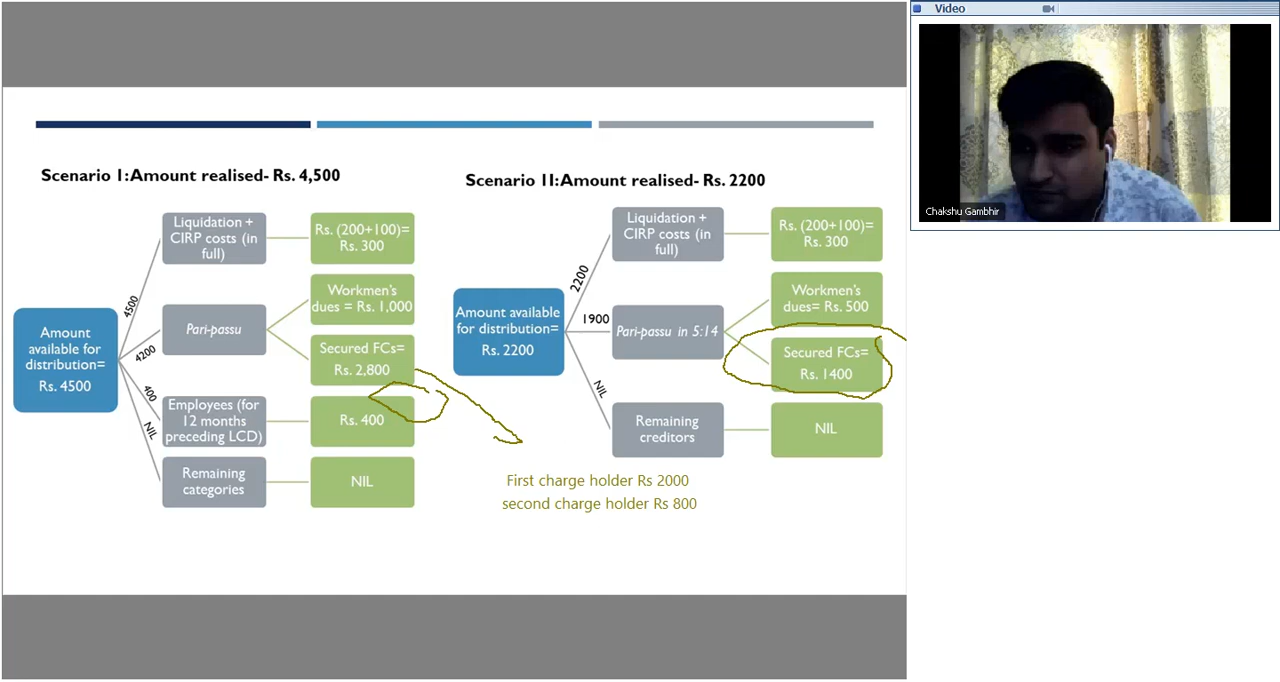 Video
Chakshu Gambhir
Scenario I:Amount realised- Rs. 4,500
Amount
available for
distribution=
Rs. 4500
4500
4200
400
NIL
Liquidation +
CIRP costs (in
full)
Rs. (200+100)=
Rs. 300
Pari-passu
Workmen's
dues = Rs. 1,000
Secured FCs=
Rs. 2,800
Employees (for
12 months
preceding LCD)
Rs. 400
Remaining
categories
NIL
Scenario 1I:Amount realised- Rs. 2200
Amount available
for distribution=
Rs. 2200
2200
1900
NIL
Liquidation +
CIRP costs (in
full)
Rs. (200+100)=
Rs. 300
Pari-passu in 5:14
Workmen's
dues= Rs. 500
Secured FCs=
Rs. 1400
Remaining
creditors
NIL
First charge holder Rs 2000
second charge holder Rs 800